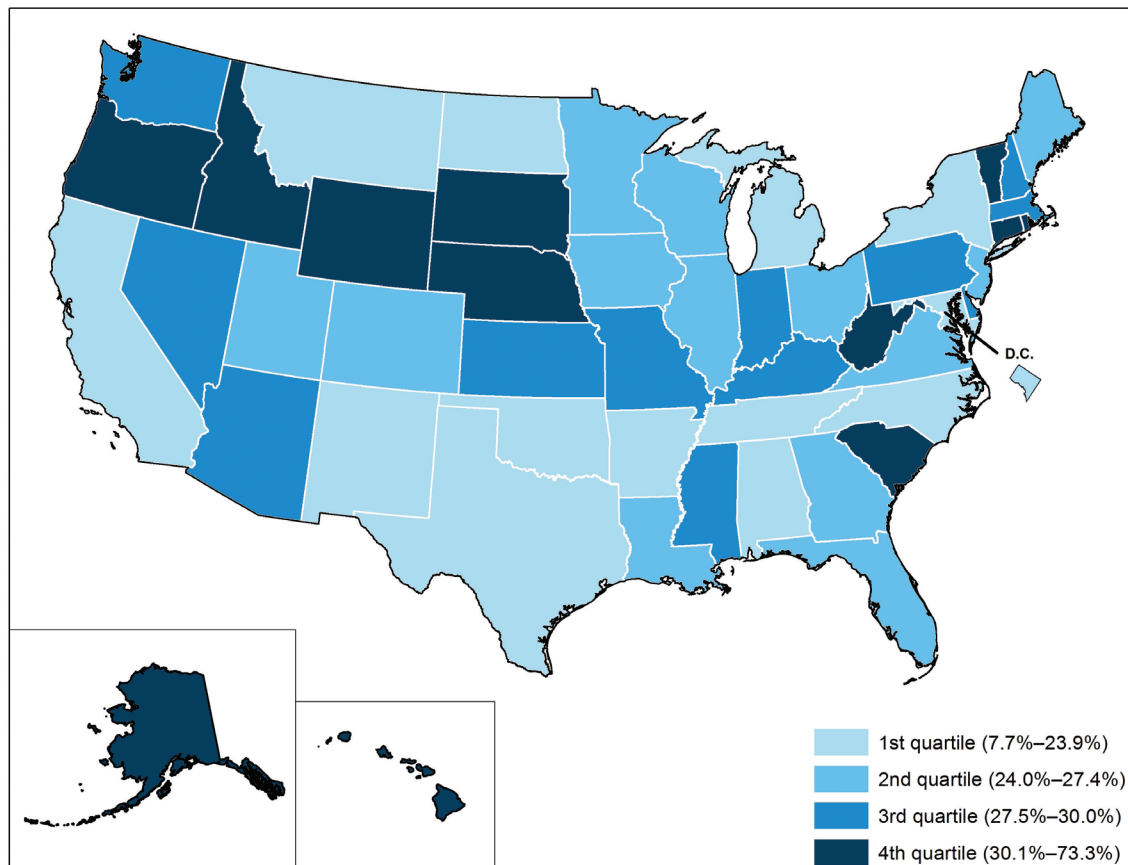 D.C.
1st quartile (7.7%–23.9%)
2nd quartile (24.0%–27.4%)
3rd quartile (27.5%–30.0%)
4th quartile (30.1%–73.3%)